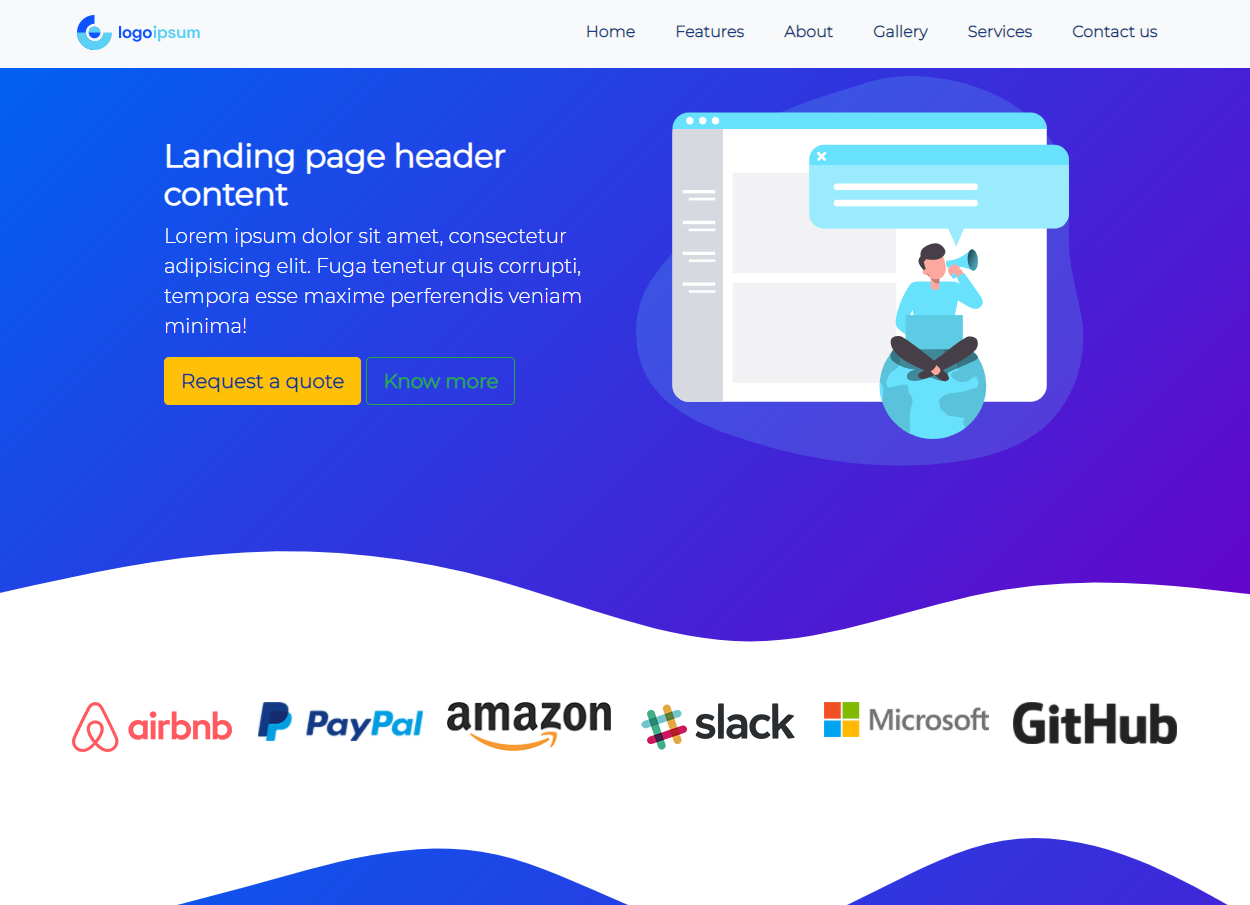 logoipsum
Home Features About Gallery Services Contact us
Landing page header
content
Lorem ipsum dolor sit amet, consectetur
adipisicing elit. Fuga tenetur quis corrupti,
tempora esse maxime perferendis veniam
minima!
Request a quote Know more
airbnb PayPal amazon slack Microsoft GitHub